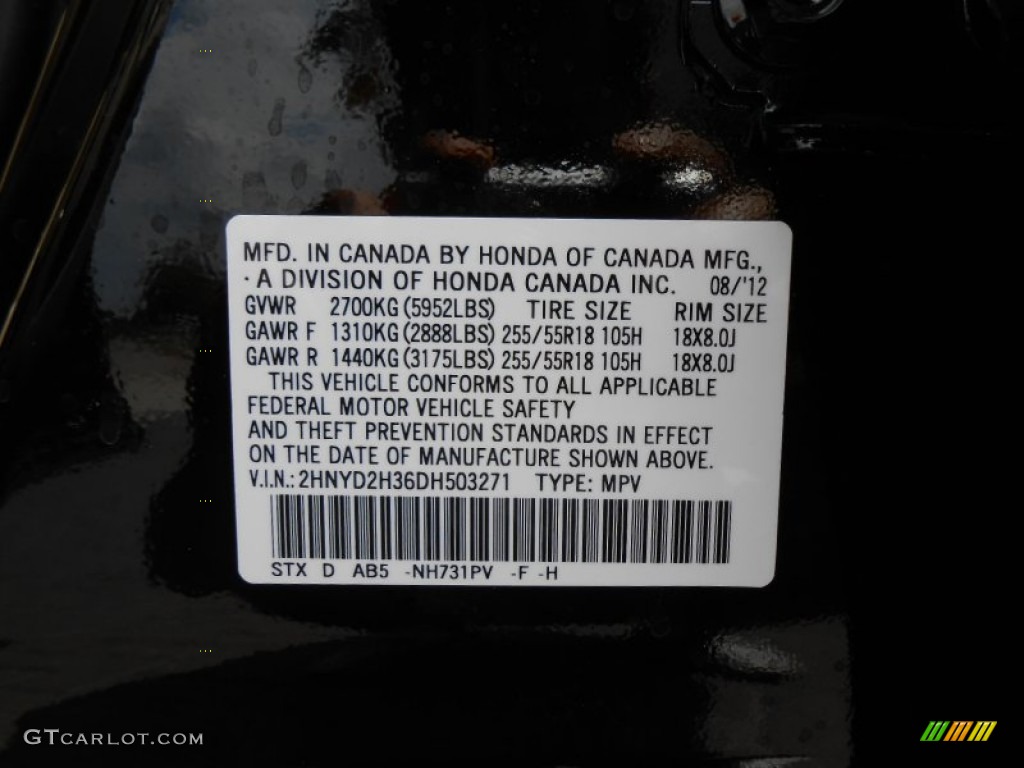 MFD. IN CANADA BY HONDA OF CANADA MFG.,
· A DIVISION OF HONDA CANADA INC. 08/'12
GVWR 2700KG (5952LBS) TIRE SIZE RIM SIZE
GAWR F 1310KG (2888LBS) 255/55R18 105H 18X8.0J
GAWR R 1440KG (3175LBS) 255/55R18 105H 18X8.0J
THIS VEHICLE CONFORMS TO ALL APPLICABLE
FEDERAL MOTOR VEHICLE SAFETY
AND THEFT PREVENTION STANDARDS IN EFFECT
ON THE DATE OF MANUFACTURE SHOWN ABOVE.
V.I.N.: 2HNYD2H36DH503271 TYPE: MPV
STX D AB5 -NH731PV -F -H
GTCARLOT.COM